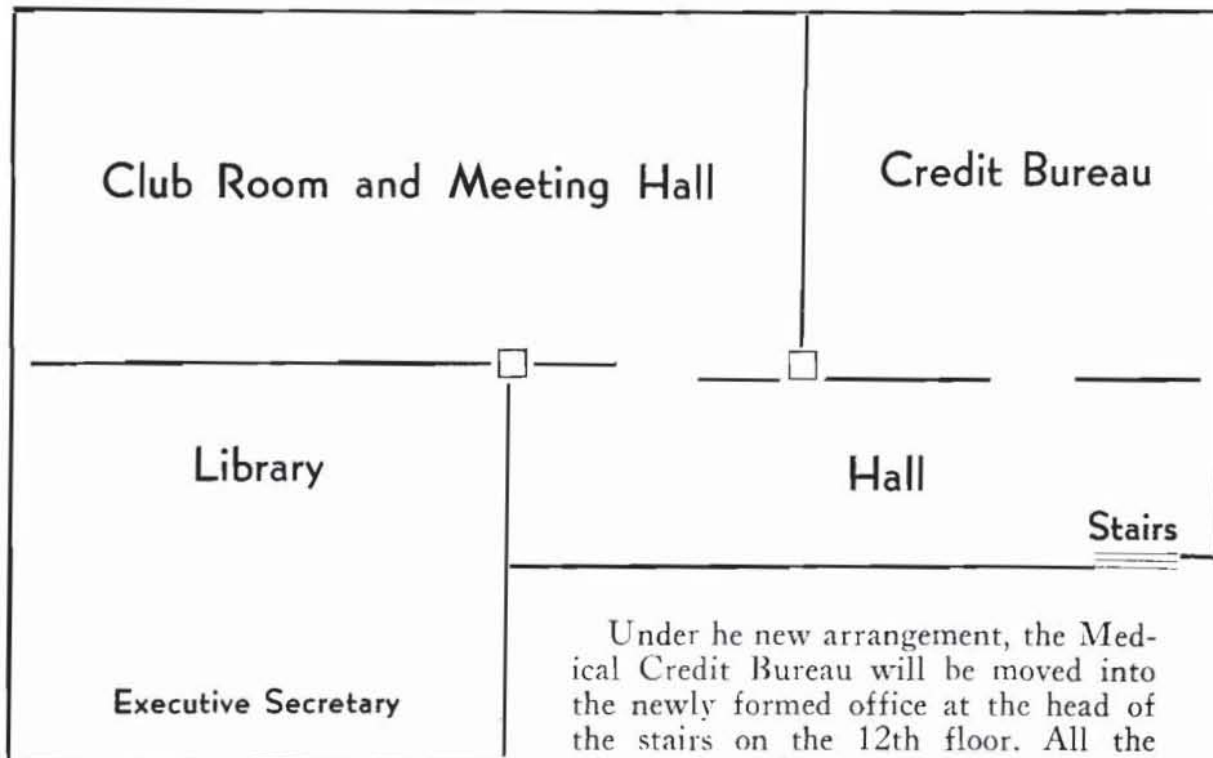 Club Room and Meeting Hall
Credit Bureau
Library
Hall
Stairs
Executive Secretary
Under he new arrangement, the Med-
ical Credit Bureau will be moved into
the newly formed office at the head of
the stairs on the 12th floor. All the